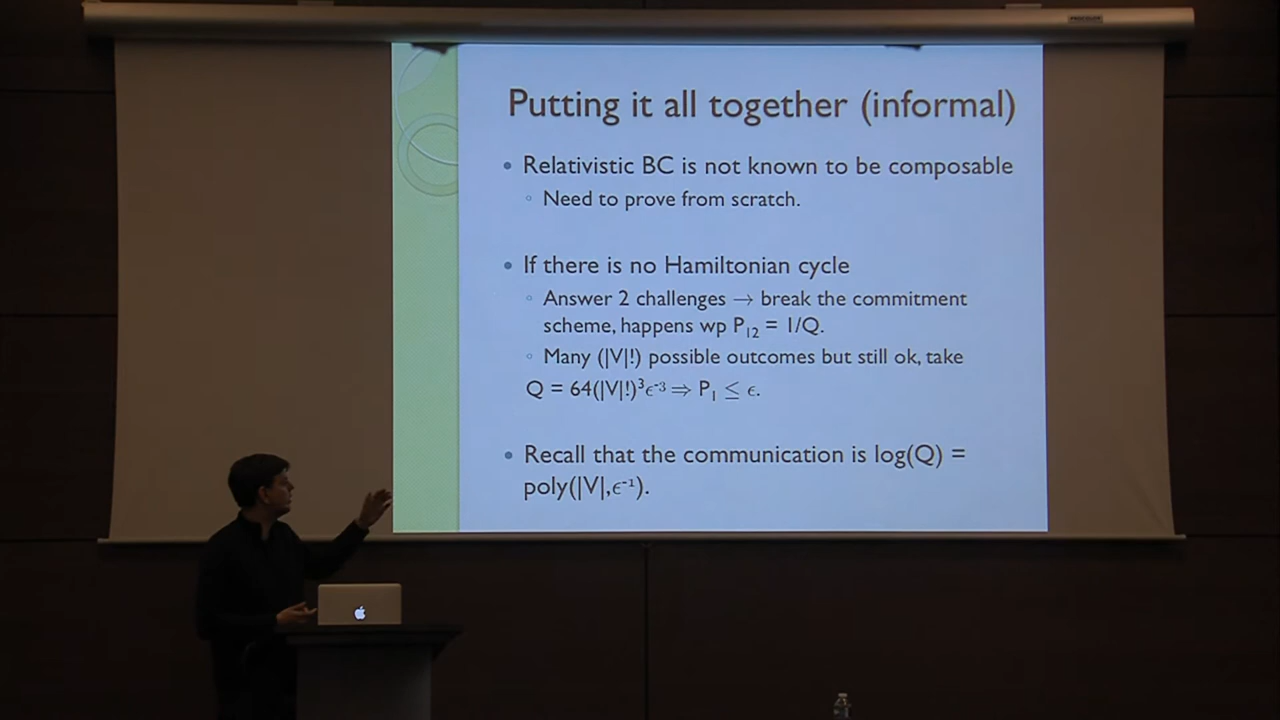 PROCOLOR
Putting it all together (informal)
• Relativistic BC is not known to be composable
◦ Need to prove from scratch.
• If there is no Hamiltonian cycle
◦ Answer 2 challenges → break the commitment
scheme, happens wp P₁₂ = 1/Q.
◦ Many (|V|!) possible outcomes but still ok, take
Q = 64(|V|!)³ϵ⁻³ ⇒ P₁ ≤ ϵ.
• Recall that the communication is log(Q) =
poly(|V|,ϵ⁻¹).